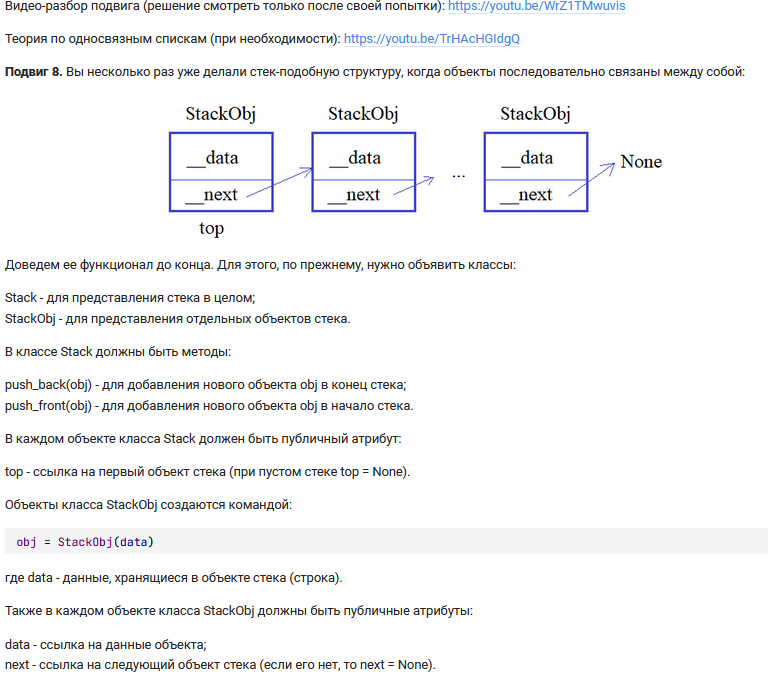 Видео-разбор подвига (решение смотреть только после своей попытки): https://youtu.be/WrZ1TMwuvis
Теория по односвязным спискам (при необходимости): https://youtu.be/TrHAcHGIdgQ
Подвиг 8. Вы несколько раз уже делали стек-подобную структуру, когда объекты последовательно связаны между собой:
StackObj StackObj StackObj
__data __data __data None
__next __next ... __next
top
Доведем ее функционал до конца. Для этого, по прежнему, нужно объявить классы:
Stack - для представления стека в целом;
StackObj - для представления отдельных объектов стека.
В классе Stack должны быть методы:
push_back(obj) - для добавления нового объекта obj в конец стека;
push_front(obj) - для добавления нового объекта obj в начало стека.
В каждом объекте класса Stack должен быть публичный атрибут:
top - ссылка на первый объект стека (при пустом стеке top = None).
Объекты класса StackObj создаются командой:
obj = StackObj(data)
где data - данные, хранящиеся в объекте стека (строка).
Также в каждом объекте класса StackObj должны быть публичные атрибуты:
data - ссылка на данные объекта;
next - ссылка на следующий объект стека (если его нет, то next = None).